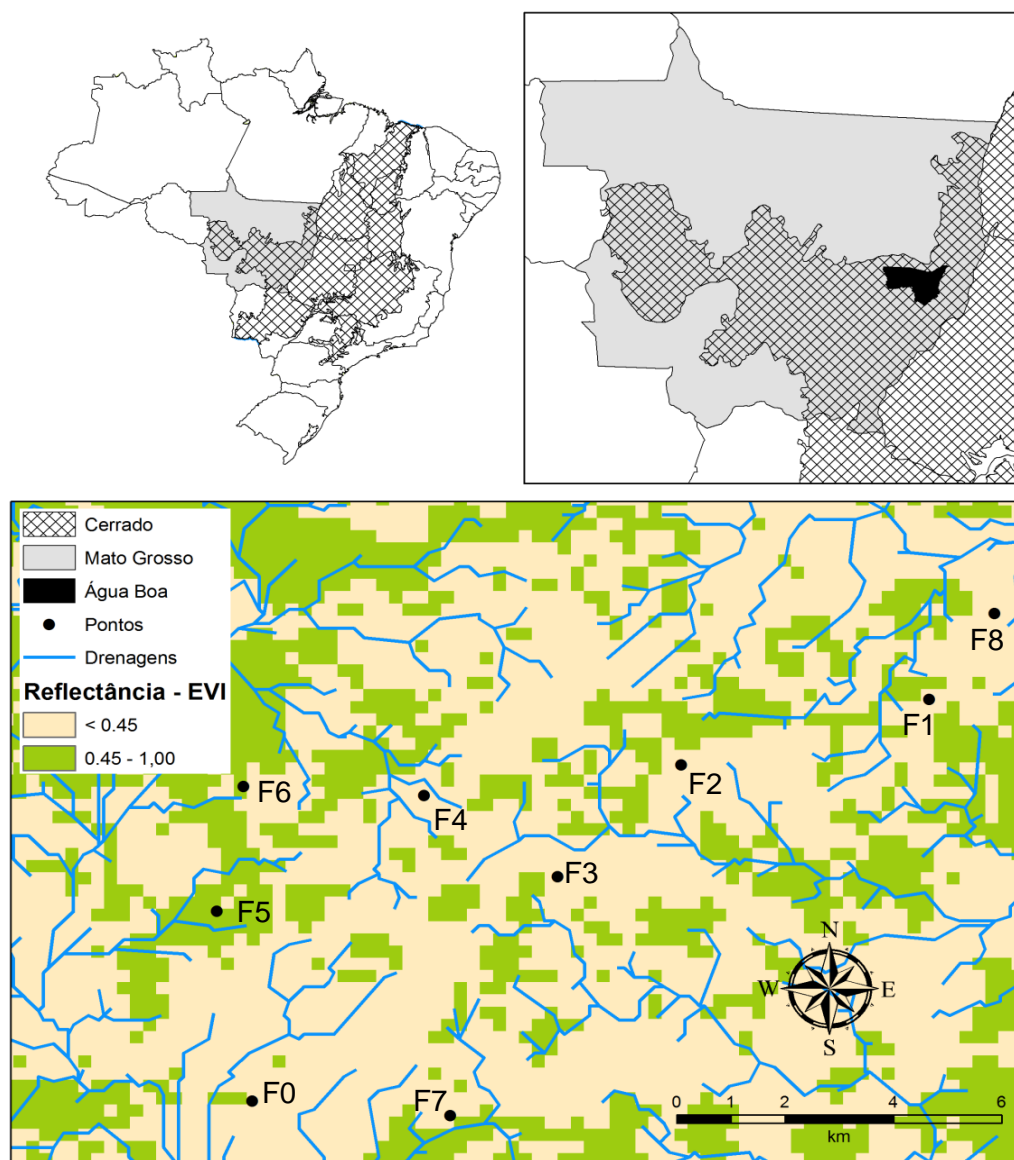 Cerrado
Mato Grosso
Água Boa
Pontos
Drenagens
Reflectância - EVI
< 0.45
0.45 - 1,00
F8
F1
F2
F6
F4
F3
F5
N
W E
S
F0
F7
0 1 2 4 6
km